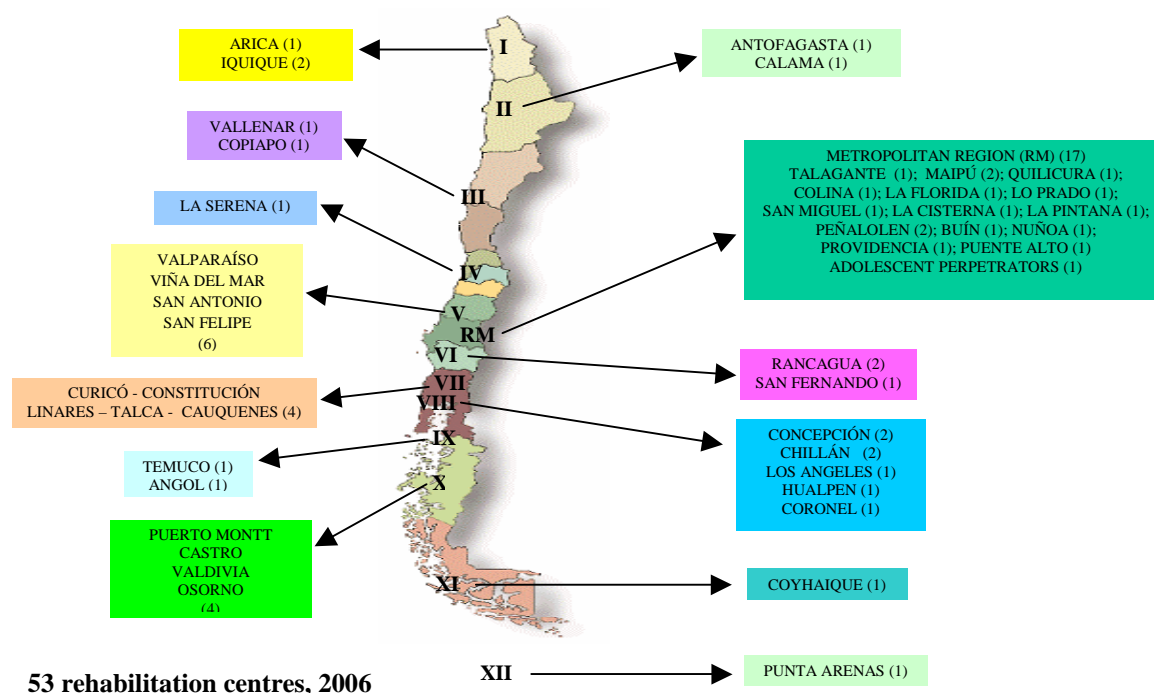 ARICA (1)
IQUIQUE (2)
I
ANTOFAGASTA (1)
CALAMA (1)
II
VALLENAR (1)
COPIAPO (1)
III
METROPOLITAN REGION (RM) (17)
TALAGANTE (1); MAIPÚ (2); QUILICURA (1);
COLINA (1); LA FLORIDA (1); LO PRADO (1);
SAN MIGUEL (1); LA CISTERNA (1); LA PINTANA (1);
PEÑALOLEN (2); BUÍN (1); NUÑOA (1);
PROVIDENCIA (1); PUENTE ALTO (1)
ADOLESCENT PERPETRATORS (1)
LA SERENA (1)
IV
VALPARAÍSO
VIÑA DEL MAR
SAN ANTONIO
SAN FELIPE
(6)
V
RM
VI
RANCAGUA (2)
SAN FERNANDO (1)
CURICÓ - CONSTITUCIÓN
LINARES – TALCA - CAUQUENES (4)
VII
VIII
CONCEPCIÓN (2)
CHILLÁN (2)
LOS ANGELES (1)
HUALPEN (1)
CORONEL (1)
IX
TEMUCO (1)
ANGOL (1)
X
PUERTO MONTT
CASTRO
VALDIVIA
OSORNO
(4)
XI
COYHAIQUE (1)
XII
PUNTA ARENAS (1)
53 rehabilitation centres, 2006